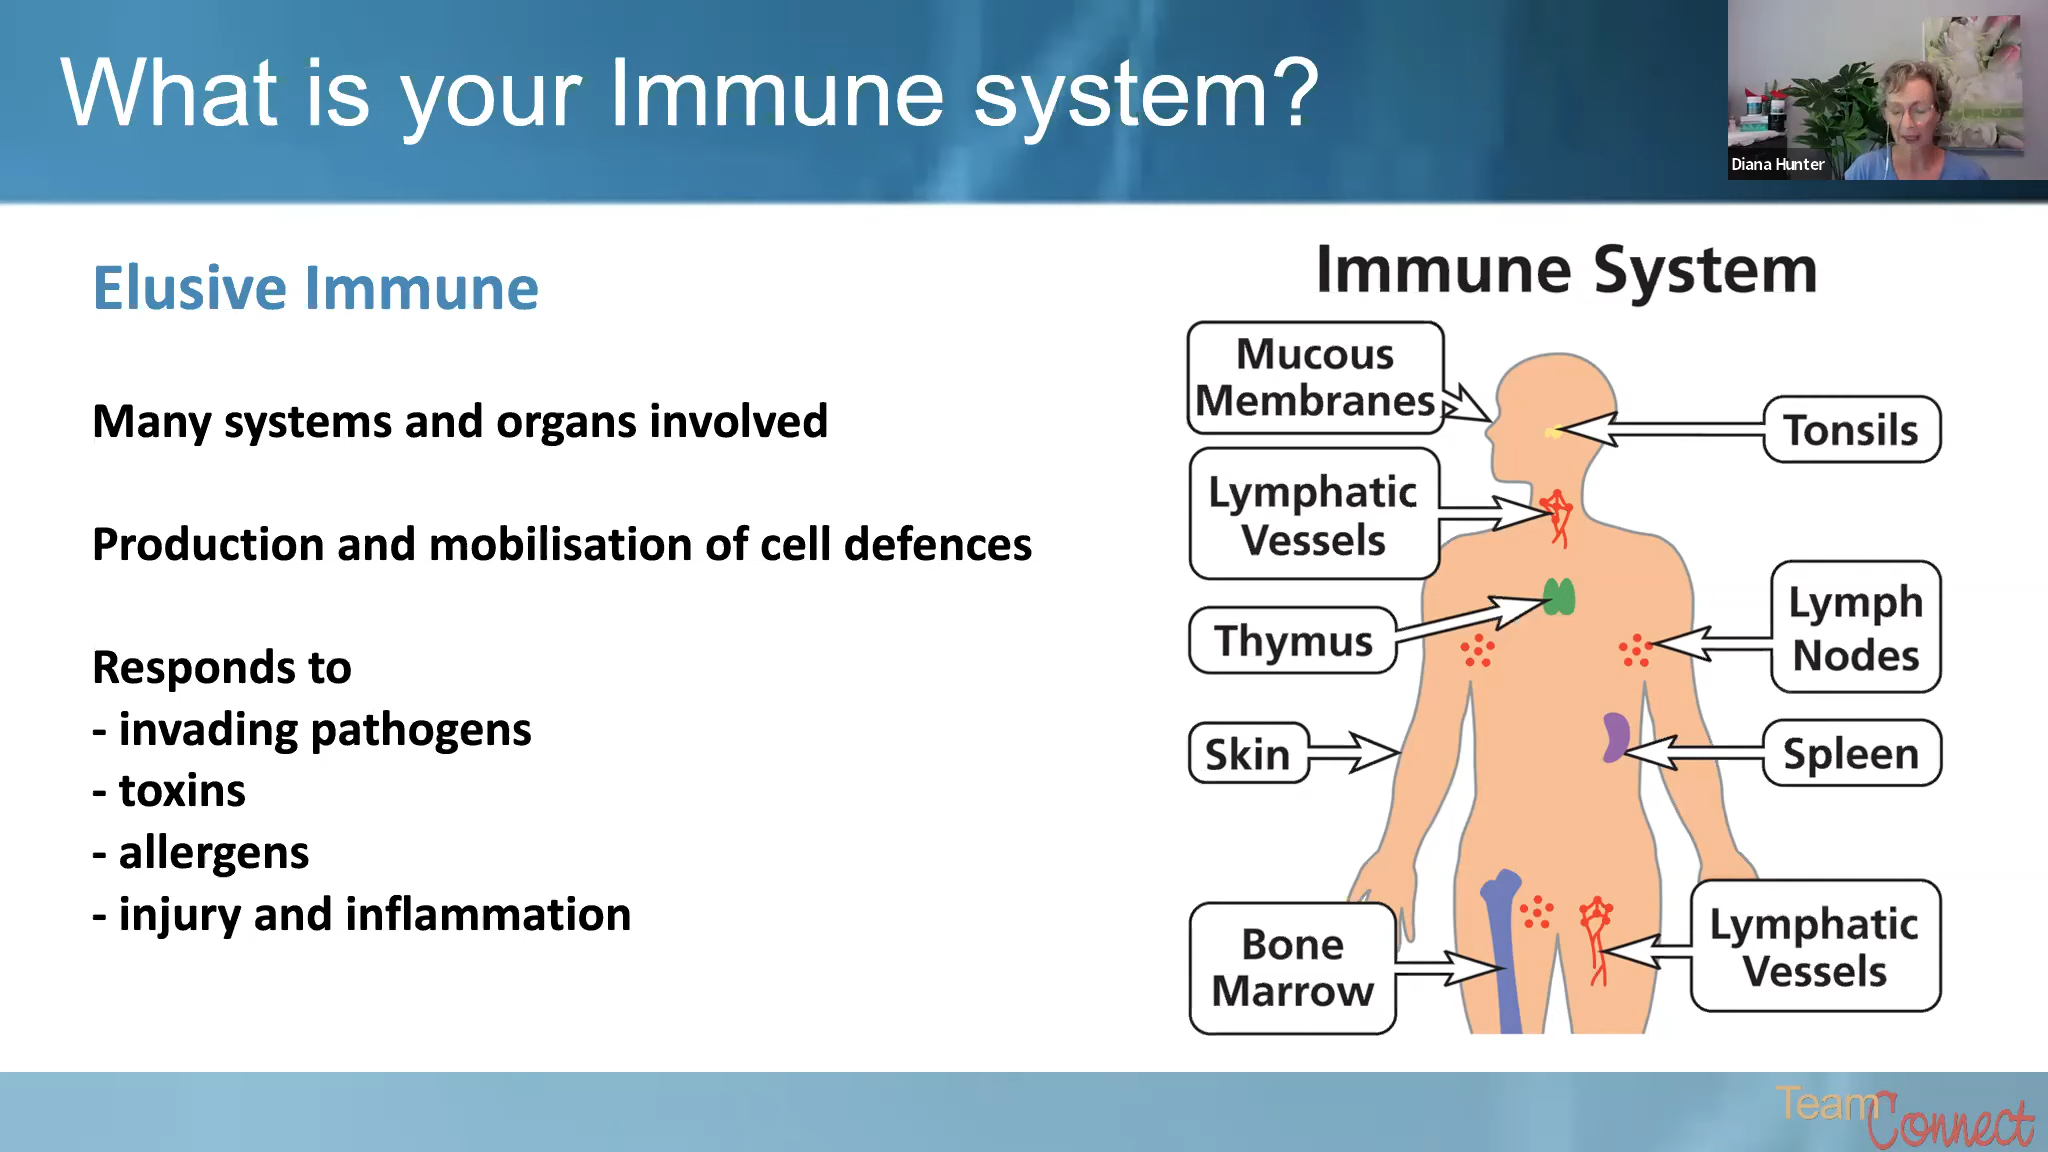 What is your Immune system?
Diana Hunter
Elusive Immune
Many systems and organs involved
Production and mobilisation of cell defences
Responds to
- invading pathogens
- toxins
- allergens
- injury and inflammation
Immune System
Mucous
Membranes
Tonsils
Lymphatic
Vessels
Thymus
Lymph
Nodes
Skin
Spleen
Bone
Marrow
Lymphatic
Vessels
Team
Connect